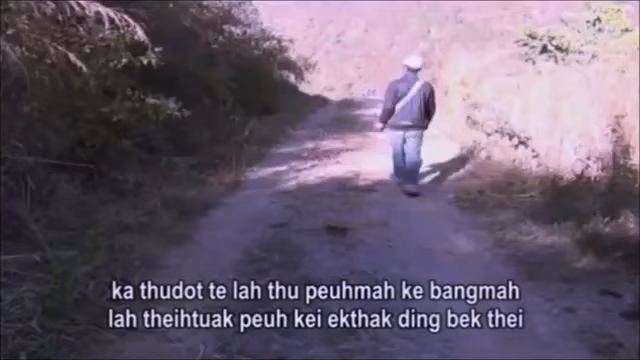 ka thudot te lah thu peuhmah ke bangmah
lah theihtuak peuh kei ekthak ding bek thei